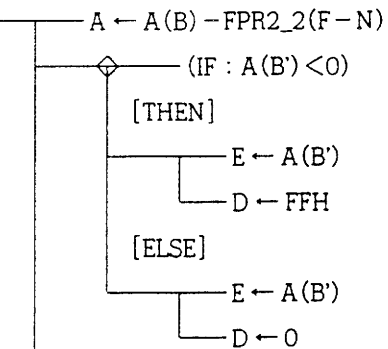 A ← A(B) − FPR2_2(F−N)
(IF : A(B') <0)
[THEN]
E ← A(B')
D ← FFH
[ELSE]
E ← A(B')
D ← 0